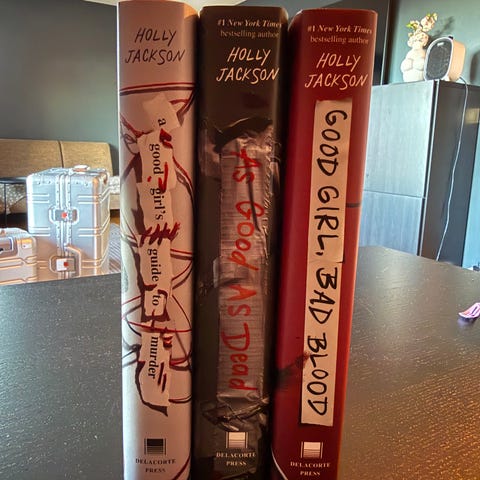 HOLLY
JACKSON
a good girl's guide to murder
DELACORTE
PRESS
#1 New York Times
bestselling author
HOLLY
JACKSON
AS GOOD AS DEAD
DELACORTE
PRESS
#1 New York Times
bestselling author
HOLLY
JACKSON
GOOD GIRL, BAD BLOOD
DELACORTE
PRESS